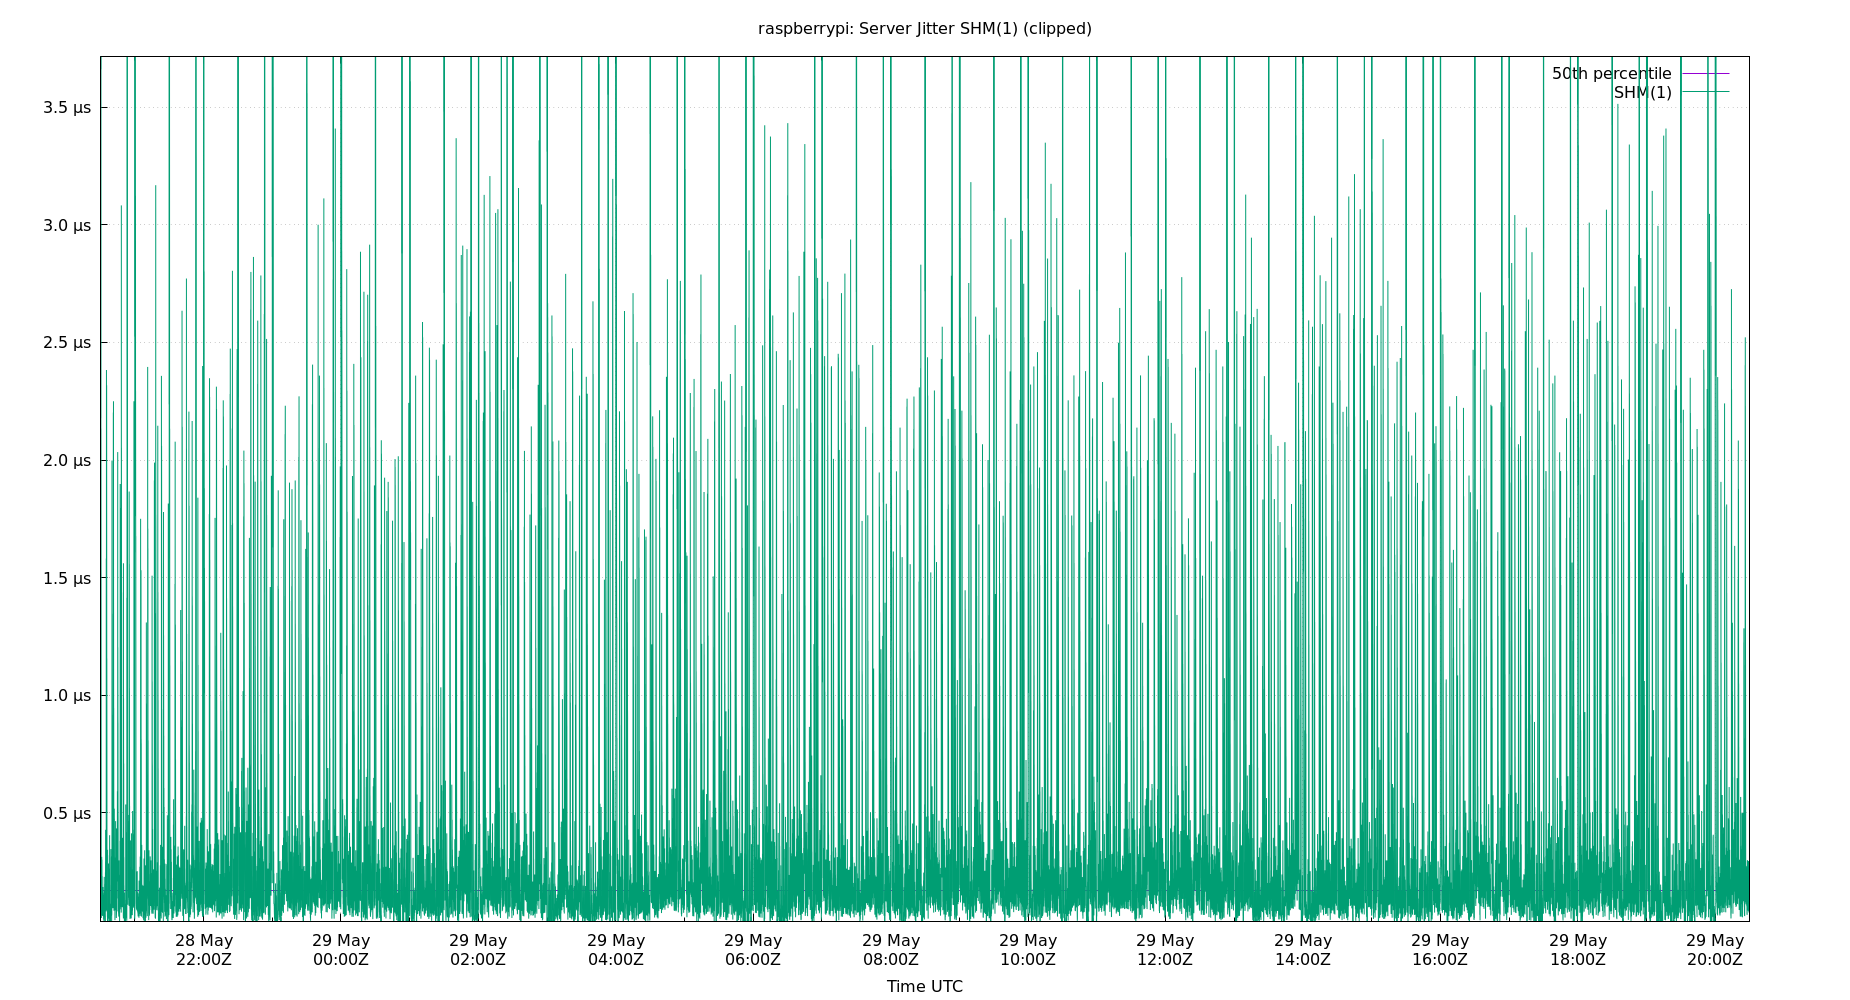 raspberrypi: Server Jitter SHM(1) (clipped)
50th percentile
SHM(1)
3.5 µs
3.0 µs
2.5 µs
2.0 µs
1.5 µs
1.0 µs
0.5 µs
28 May 29 May 29 May 29 May 29 May 29 May 29 May 29 May 29 May 29 May 29 May 29 May
22:00Z 00:00Z 02:00Z 04:00Z 06:00Z 08:00Z 10:00Z 12:00Z 14:00Z 16:00Z 18:00Z 20:00Z
Time UTC